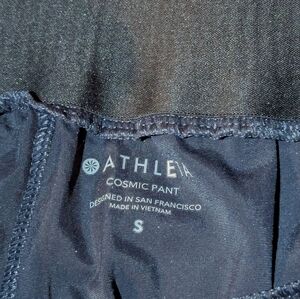 ATHLETA
COSMIC PANT
DESIGNED IN SAN FRANCISCO
MADE IN VIETNAM
S